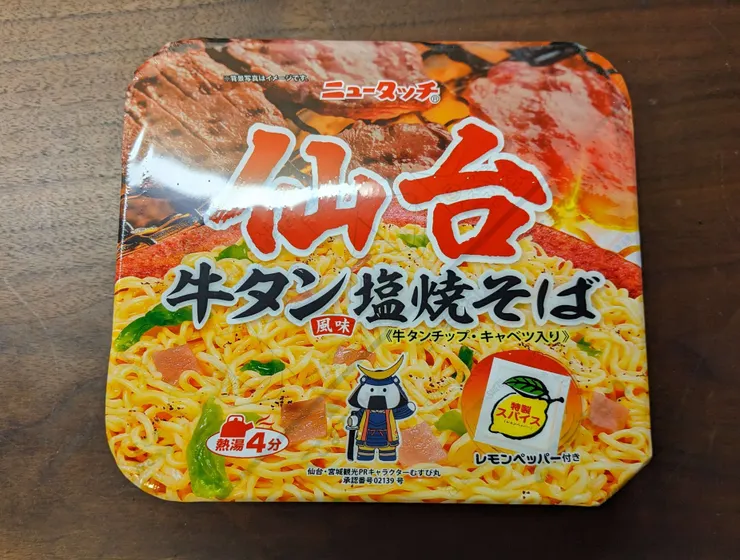 ※背景写真はイメージです。
ニュータッチ®
仙台
牛タン塩焼そば
風味
《牛タンチップ・キャベツ入り》
特製
スパイス
熱湯4分
レモンペッパー付き
仙台・宮城観光PRキャラクターむすび丸
承認番号02139号